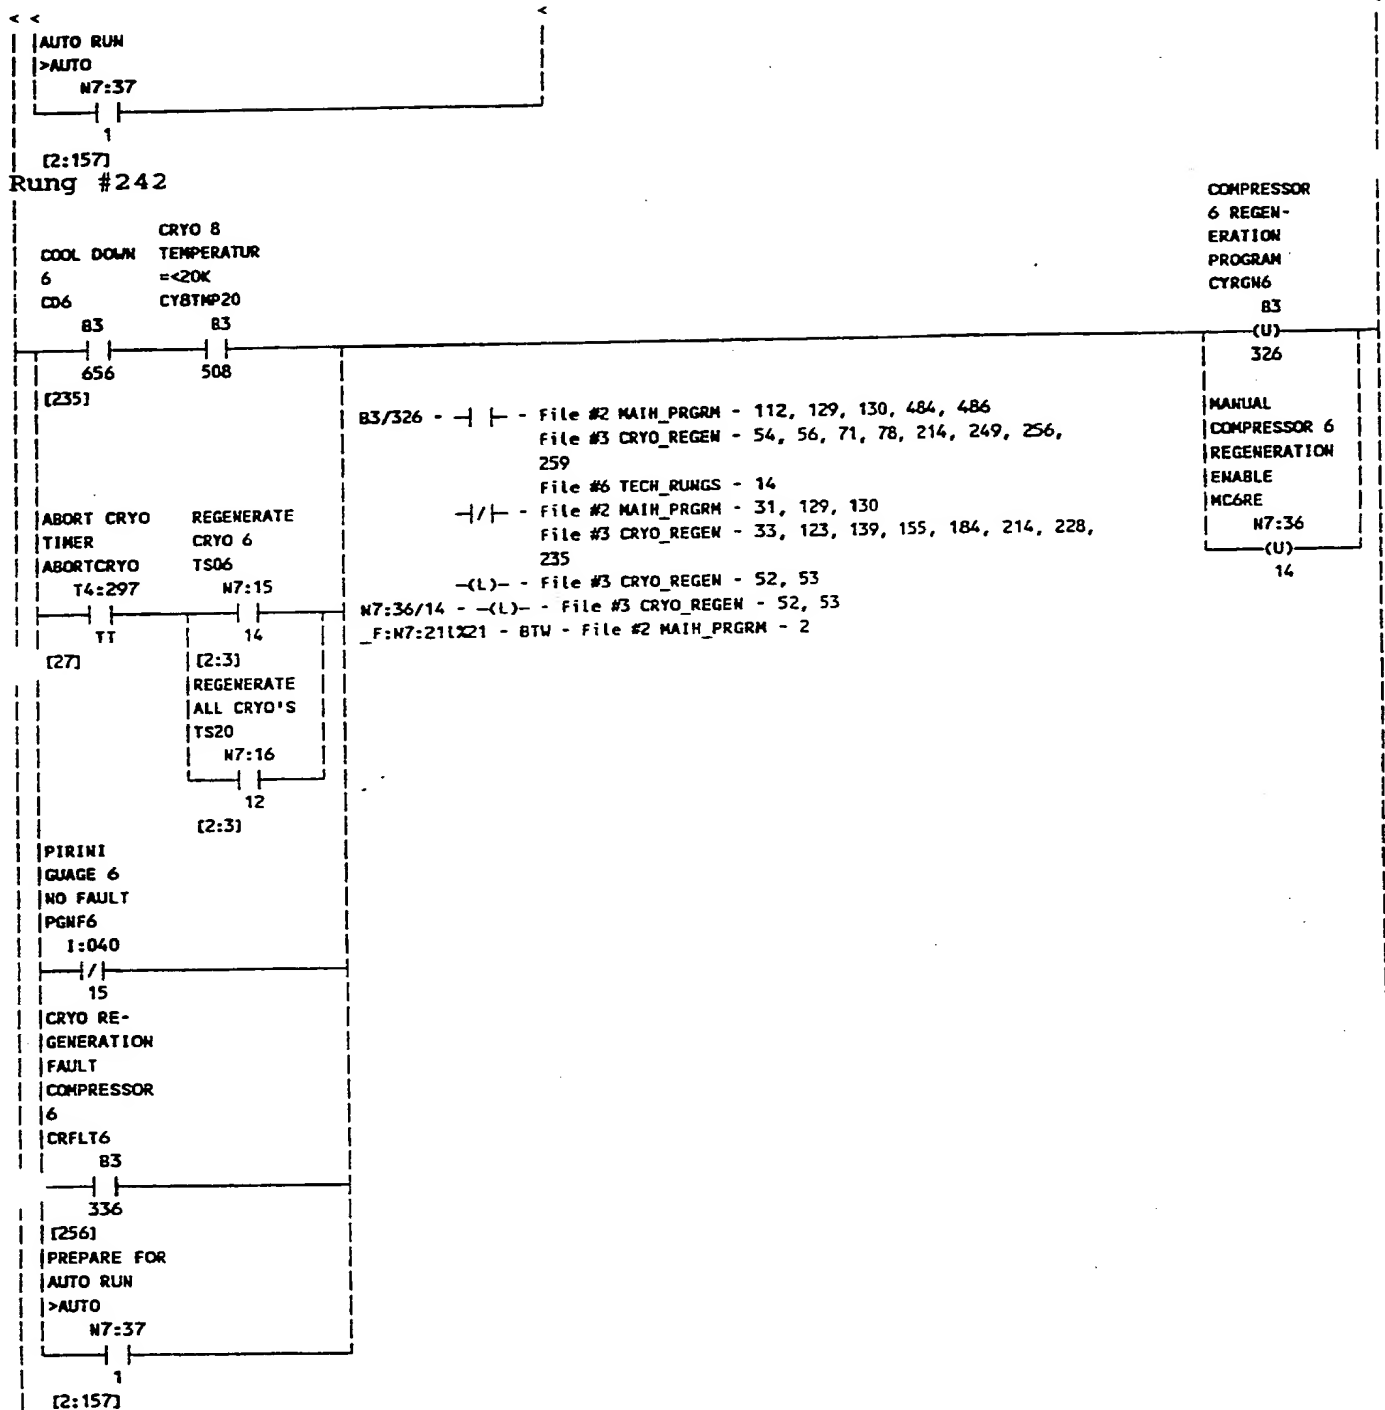 < <
<
AUTO RUN
>AUTO
N7:37
1
[2:157]
Rung #242
COMPRESSOR
6 REGEN-
ERATION
PROGRAM
CYRGN6
B3
(U)
326
CRYO 8
COOL DOWN TEMPERATUR
6 =<20K
CD6 CY8TMP20
B3 B3
656 508
[235]
B3/326 - -| |- - File #2 MAIN_PRGRM - 112, 129, 130, 484, 486
File #3 CRYO_REGEN - 54, 56, 71, 78, 214, 249, 256,
259
File #6 TECH_RUNGS - 14
-|/|- - File #2 MAIN_PRGRM - 31, 129, 130
File #3 CRYO_REGEN - 33, 123, 139, 155, 184, 214, 228,
235
-(L)- - File #3 CRYO_REGEN - 52, 53
N7:36/14 - -(L)- - File #3 CRYO_REGEN - 52, 53
_F:N7:211%21 - BTW - File #2 MAIN_PRGRM - 2
MANUAL
COMPRESSOR 6
REGENERATION
ENABLE
MC6RE
N7:36
(U)
14
ABORT CRYO REGENERATE
TIMER CRYO 6
ABORTCRYO TS06
T4:297 N7:15
TT 14
[27] [2:3]
REGENERATE
ALL CRYO'S
TS20
N7:16
12
[2:3]
PIRINI
GUAGE 6
NO FAULT
PGNF6
I:040
/
15
CRYO RE-
GENERATION
FAULT
COMPRESSOR
6
CRFLT6
B3
336
[256]
PREPARE FOR
AUTO RUN
>AUTO
N7:37
1
[2:157]